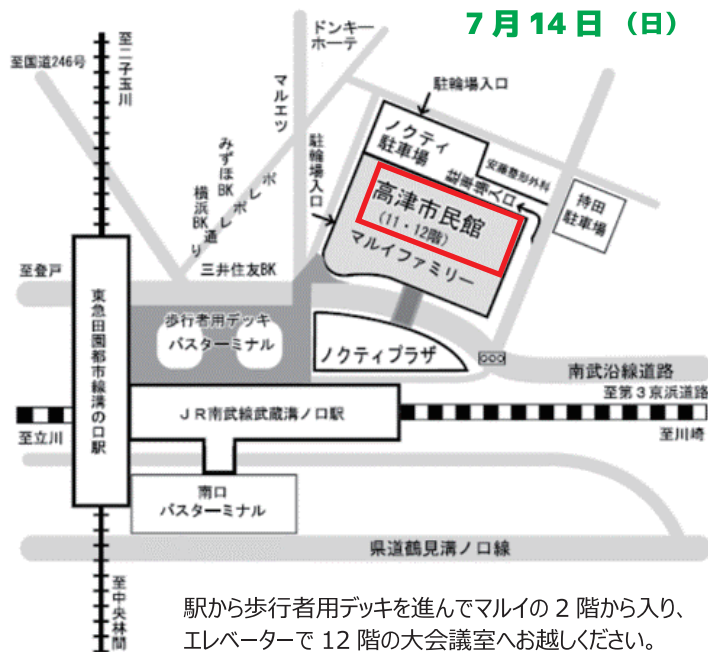 7月14日（日）
ドンキー
ホーテ
至国道246号
至二子玉川
マルエツ
駐輪場入口
みずほBK
横浜BK
ポレポレ通り
駐輪場入口
ノクティ
駐車場
安藤整形外科
駐車場入口
持田
駐車場
高津市民館
（11・12階）
マルイファミリー
至登戸
三井住友BK
東急田園都市線溝の口駅
歩行者用デッキ
バスターミナル
ノクティプラザ
南武沿線道路
至第3京浜道路
JR南武線武蔵溝ノ口駅
至立川
至川崎
南口
バスターミナル
県道鶴見溝ノ口線
至中央林間
駅から歩行者用デッキを進んでマルイの 2 階から入り、
エレベーターで 12 階の大会議室へお越しください。